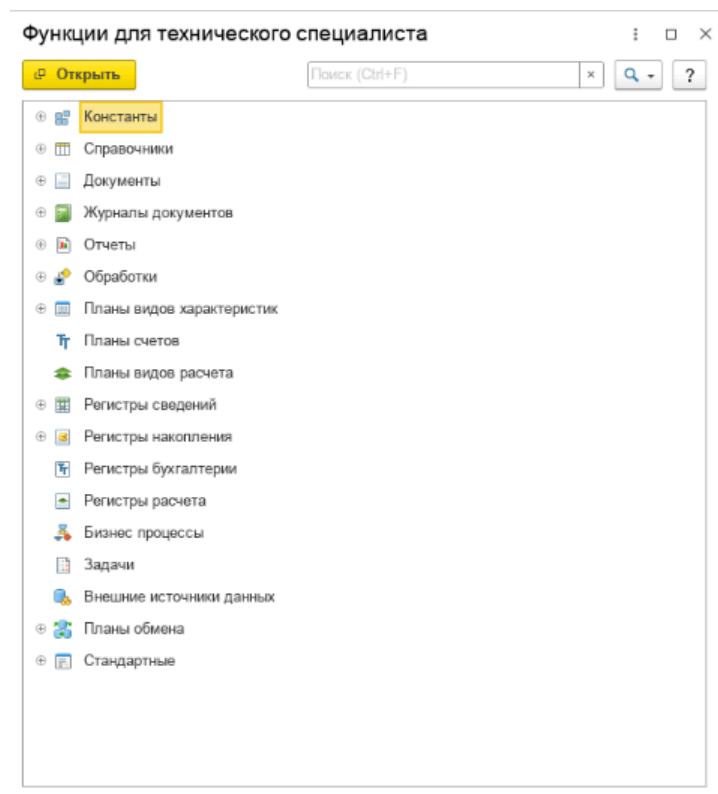 Функции для технического специалиста
Открыть
Поиск (Ctrl+F)
×
?
Константы
Справочники
Документы
Журналы документов
Отчеты
Обработки
Планы видов характеристик
Планы счетов
Планы видов расчета
Регистры сведений
Регистры накопления
Регистры бухгалтерии
Регистры расчета
Бизнес процессы
Задачи
Внешние источники данных
Планы обмена
Стандартные